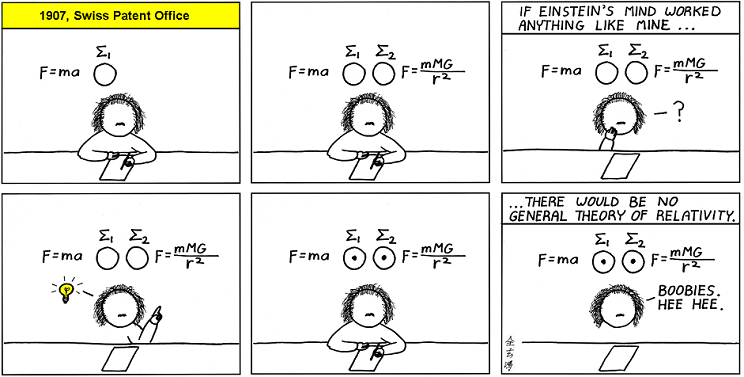 1907, Swiss Patent Office
Σ₁
F=ma
Σ₁ Σ₂
F=ma F=mMG/r²
IF EINSTEIN'S MIND WORKED
ANYTHING LIKE MINE ...
Σ₁ Σ₂
F=ma F=mMG/r²
?
Σ₁ Σ₂
F=ma F=mMG/r²
Σ₁ Σ₂
F=ma F=mMG/r²
...THERE WOULD BE NO
GENERAL THEORY OF RELATIVITY.
Σ₁ Σ₂
F=ma F=mMG/r²
BOOBIES.
HEE HEE.